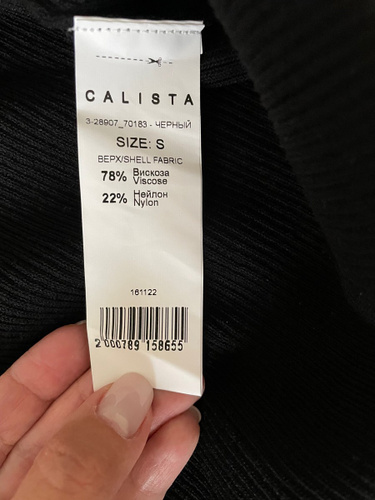 CALISTA
3-28907_70183 - ЧЕРНЫЙ
SIZE: S
ВЕРХ/SHELL FABRIC
78% Вискоза
Viscose
22% Нейлон
Nylon
161122
2 000789 158655